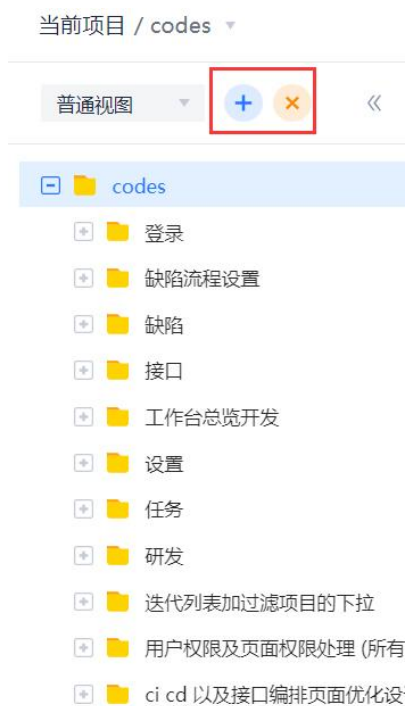 当前项目 / codes
普通视图
codes
登录
缺陷流程设置
缺陷
接口
工作台总览开发
设置
任务
研发
迭代列表加过滤项目的下拉
用户权限及页面权限处理 (所有
ci cd 以及接口编排页面优化设